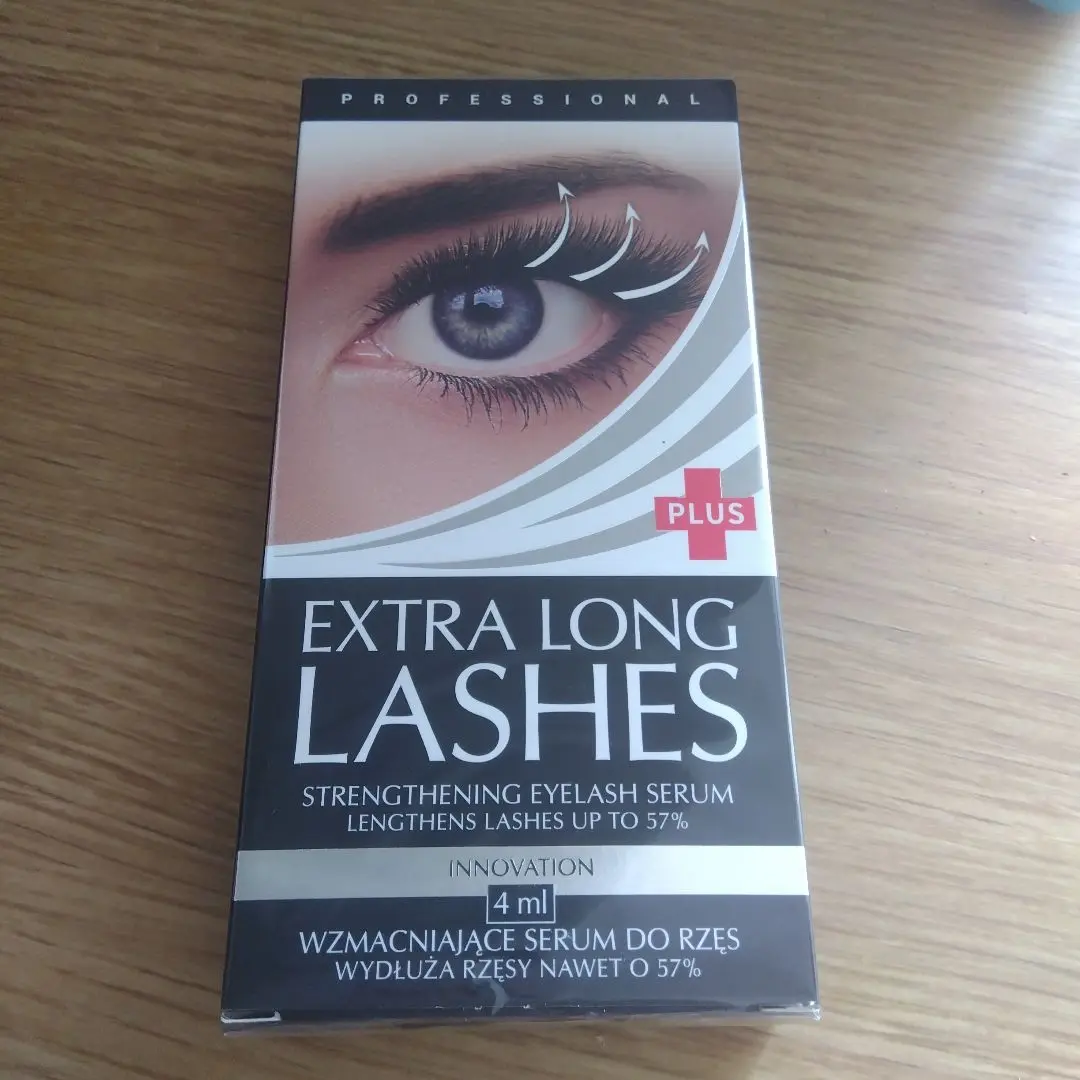 PROFESSIONAL
PLUS
EXTRA LONG
LASHES
STRENGTHENING EYELASH SERUM
LENGTHENS LASHES UP TO 57%
INNOVATION
4 ml
WZMACNIAJĄCE SERUM DO RZĘS
WYDŁUŻA RZĘSY NAWET O 57%